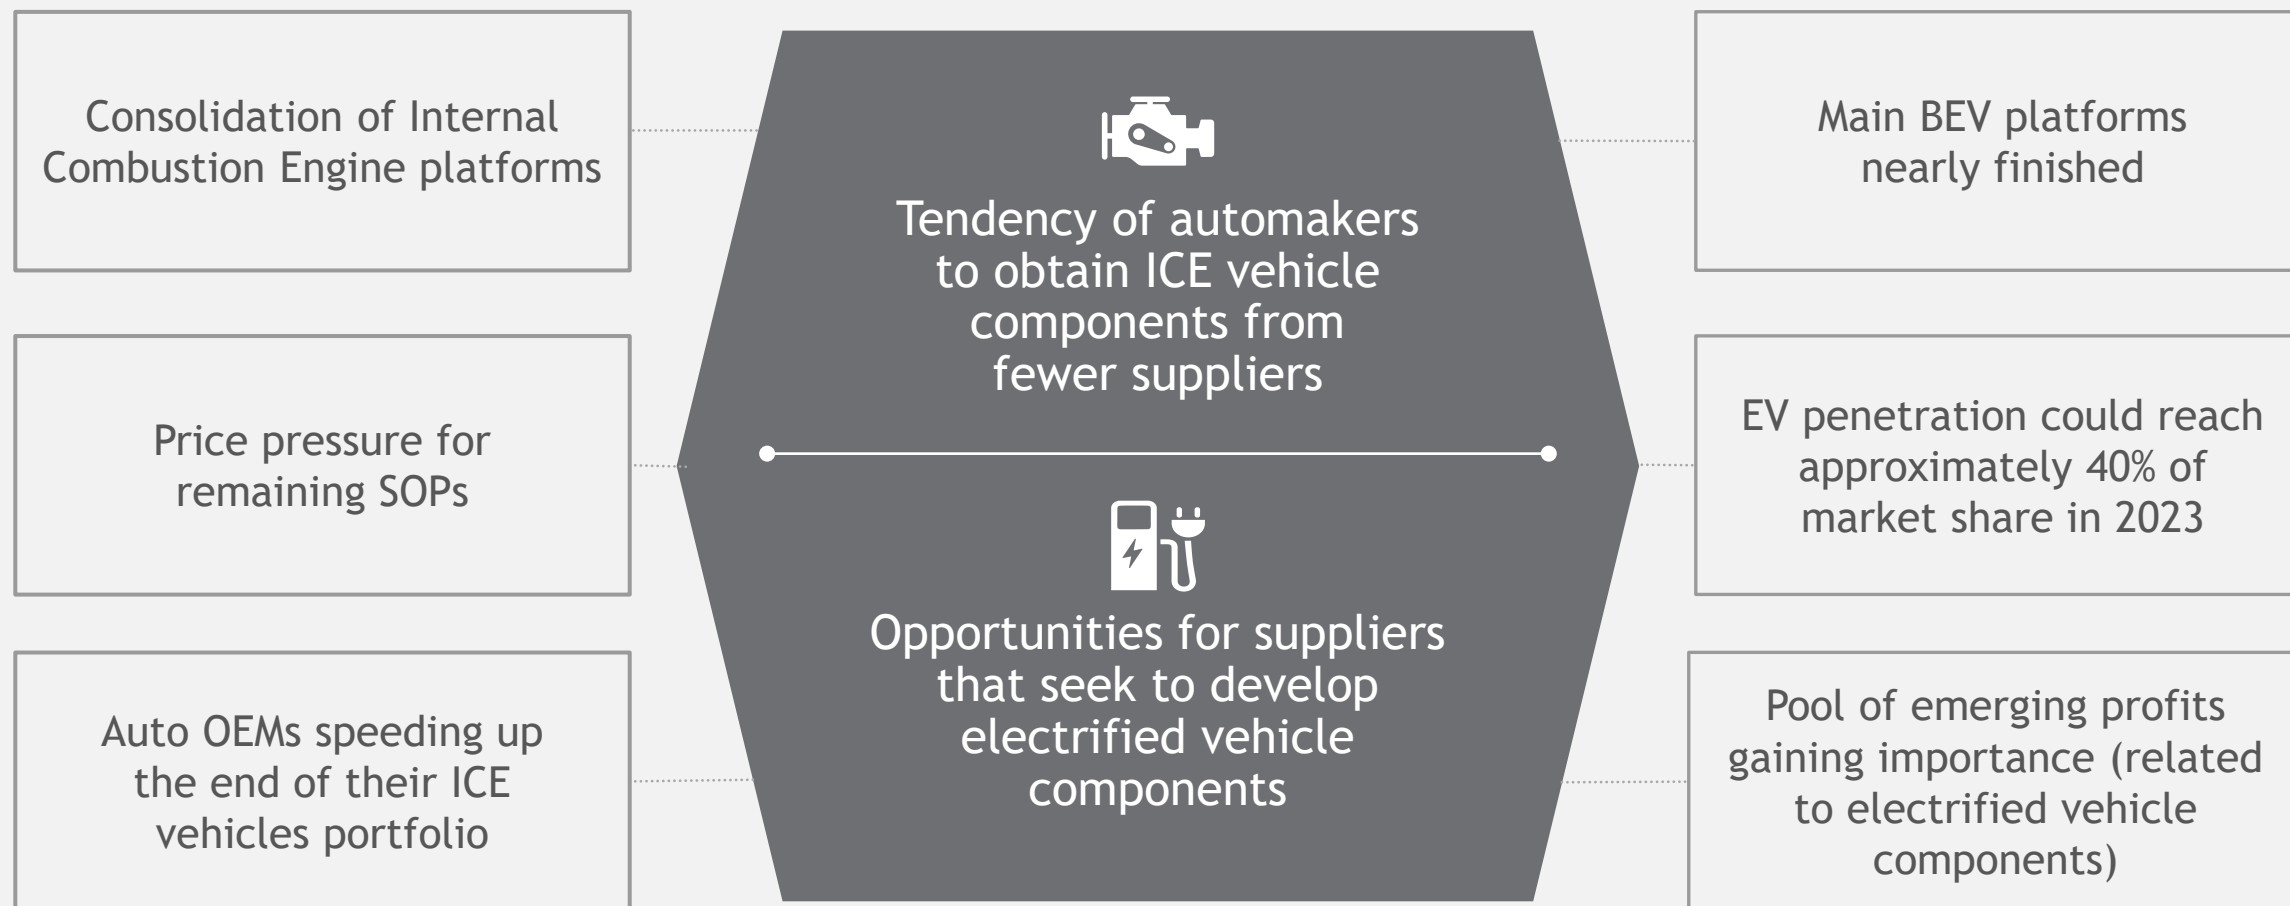 Consolidation of Internal
Combustion Engine platforms
Price pressure for
remaining SOPs
Auto OEMs speeding up
the end of their ICE
vehicles portfolio
Tendency of automakers
to obtain ICE vehicle
components from
fewer suppliers
Opportunities for suppliers
that seek to develop
electrified vehicle
components
Main BEV platforms
nearly finished
EV penetration could reach
approximately 40% of
market share in 2023
Pool of emerging profits
gaining importance (related
to electrified vehicle
components)